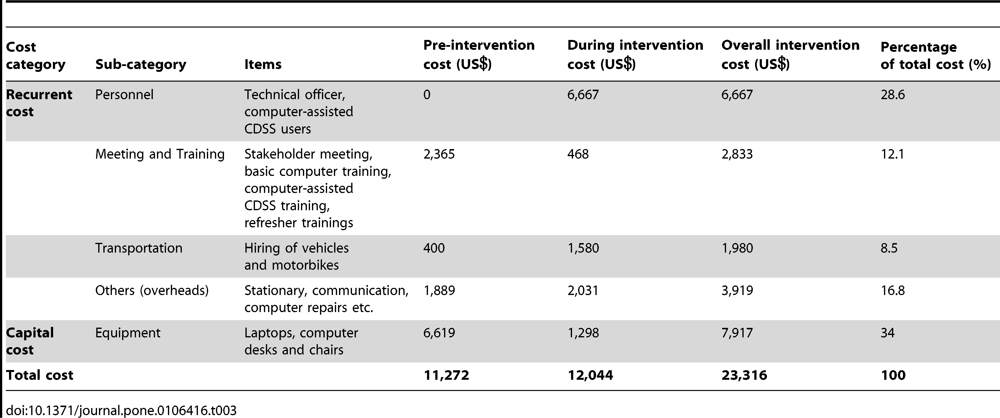 Cost category Sub-category Items Pre-intervention cost (US$) During intervention cost (US$) Overall intervention cost (US$) Percentage of total cost (%)
Recurrent cost Personnel Technical officer, computer-assisted CDSS users 0 6,667 6,667 28.6
Meeting and Training Stakeholder meeting, basic computer training, computer-assisted CDSS training, refresher trainings 2,365 468 2,833 12.1
Transportation Hiring of vehicles and motorbikes 400 1,580 1,980 8.5
Others (overheads) Stationary, communication, computer repairs etc. 1,889 2,031 3,919 16.8
Capital cost Equipment Laptops, computer desks and chairs 6,619 1,298 7,917 34
Total cost 11,272 12,044 23,316 100
doi:10.1371/journal.pone.0106416.t003